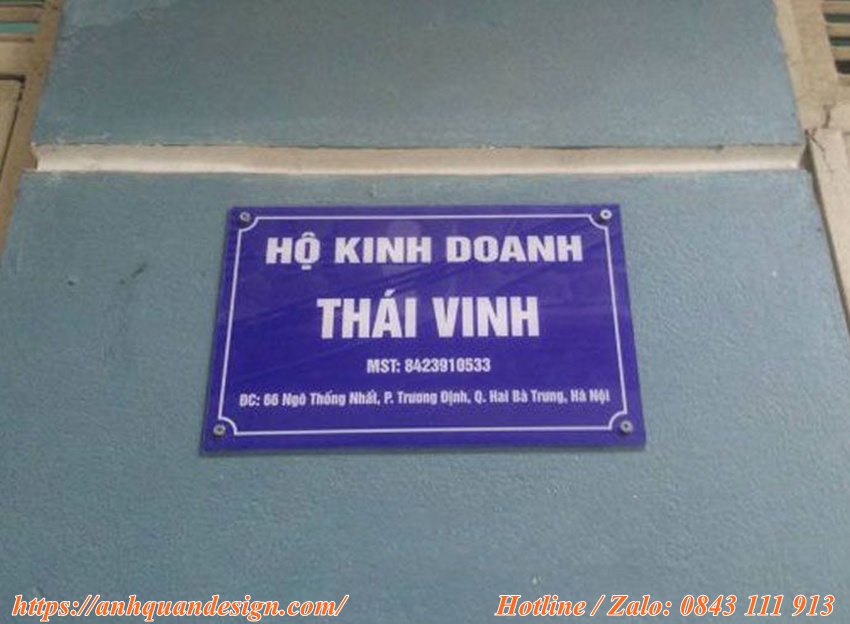 HỘ KINH DOANH
THÁI VINH
MST: 8423910533
ĐC: 66 Ngõ Thống Nhất, P. Trương Định, Q. Hai Bà Trưng, Hà Nội
https://anhquandesign.com/
Hotline / Zalo: 0843 111 913